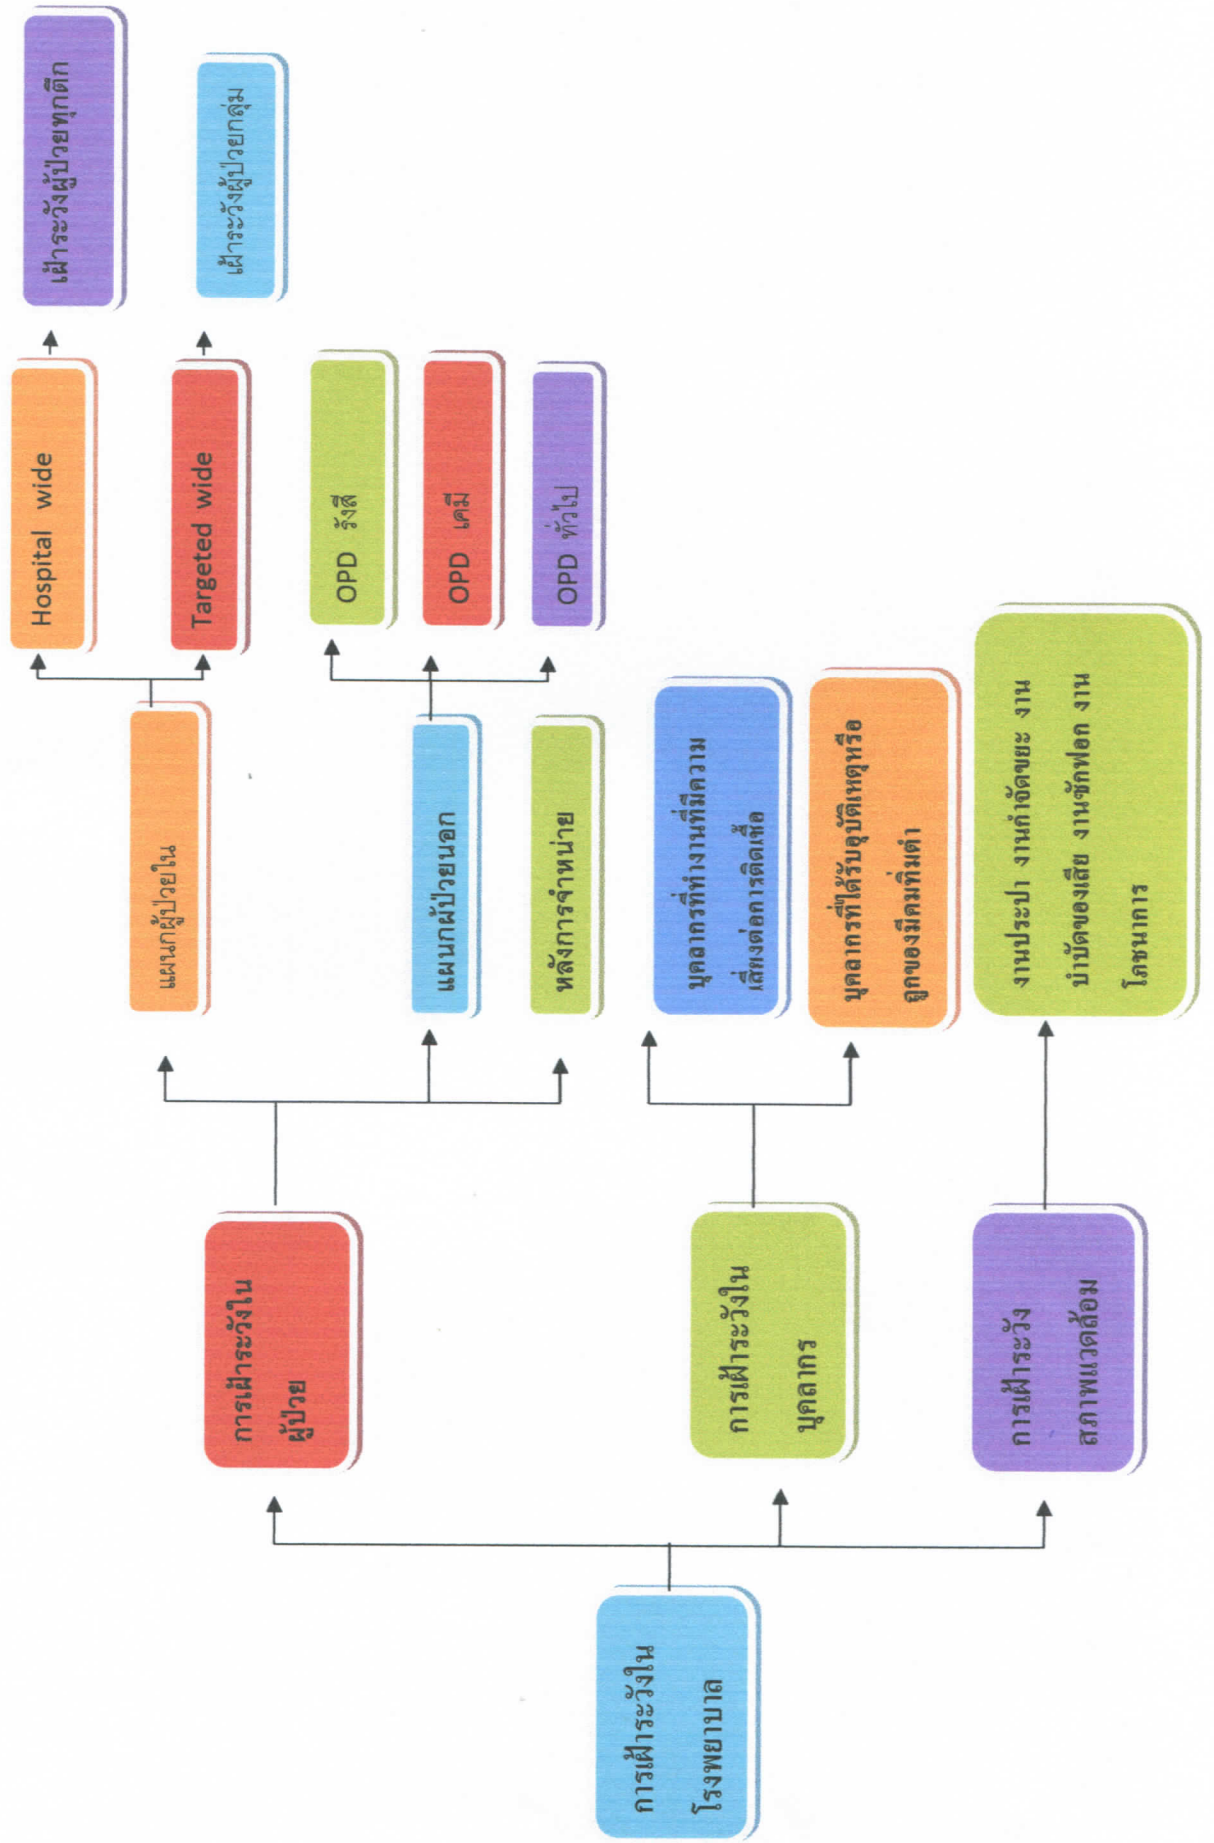 การเฝ้าระวังใน
โรงพยาบาล
การเฝ้าระวังใน
ผู้ป่วย
แผนกผู้ป่วยใน
Hospital wide
เฝ้าระวังผู้ป่วยทุกตึก
Targeted wide
เฝ้าระวังผู้ป่วยกลุ่ม
แผนกผู้ป่วยนอก
OPD รังสี
OPD เคมี
OPD ทั่วไป
หลังการจำหน่าย
การเฝ้าระวังใน
บุคลากร
บุคลากรที่ทำงานที่มีความ
เสี่ยงต่อการติดเชื้อ
บุคลากรที่ได้รับอุบัติเหตุหรือ
ถูกของมีคมทิ่มตำ
การเฝ้าระวัง
สภาพแวดล้อม
งานประปา งานกำจัดขยะ งาน
บำบัดของเสีย งานซักฟอก งาน
โภชนาการ